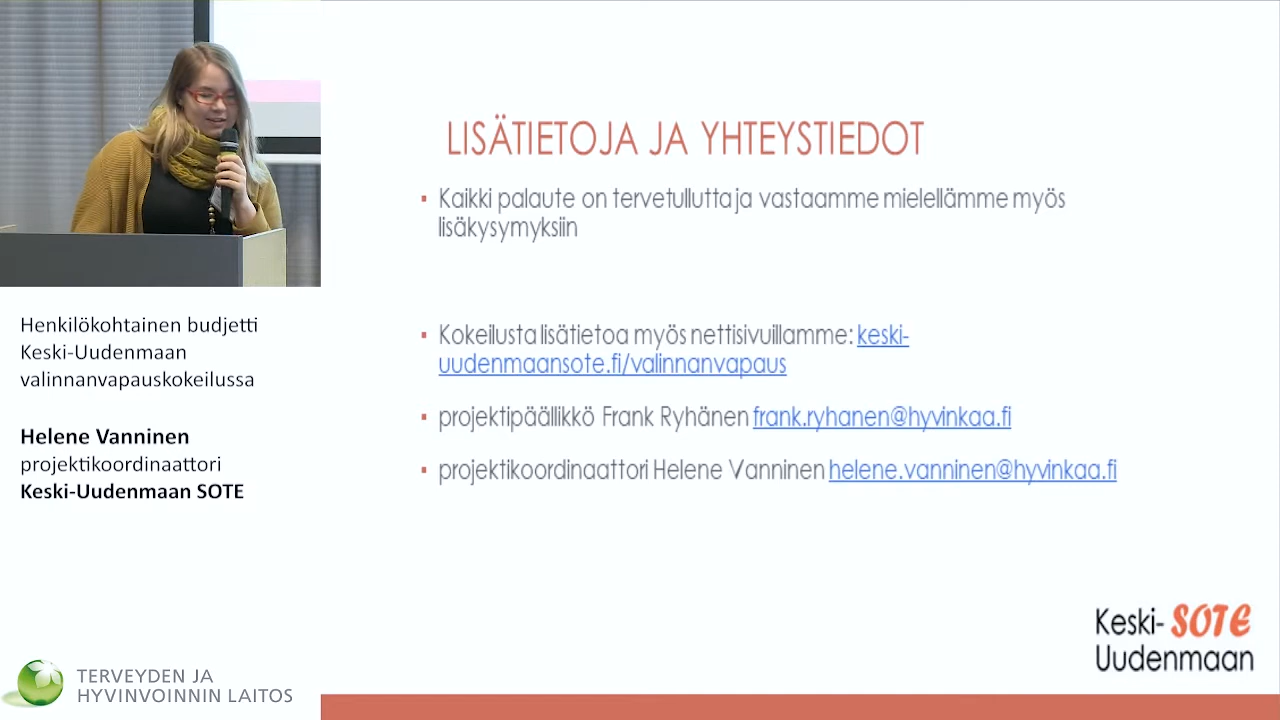 Henkilökohtainen budjetti
Keski-Uudenmaan
valinnanvapauskokeilussa
Helene Vanninen
projektikoordinaattori
Keski-Uudenmaan SOTE
TERVEYDEN JA
HYVINVOINNIN LAITOS
LISÄTIETOJA JA YHTEYSTIEDOT
• Kaikki palaute on tervetullutta ja vastaamme mielellämme myös
lisäkysymyksiin
• Kokeilusta lisätietoa myös nettisivuillamme: keski-
uudenmaansote.fi/valinnanvapaus
• projektipäällikkö Frank Ryhänen frank.ryhanen@hyvinkaa.fi
• projektikoordinaattori Helene Vanninen helene.vanninen@hyvinkaa.fi
Keski- SOTE
Uudenmaan